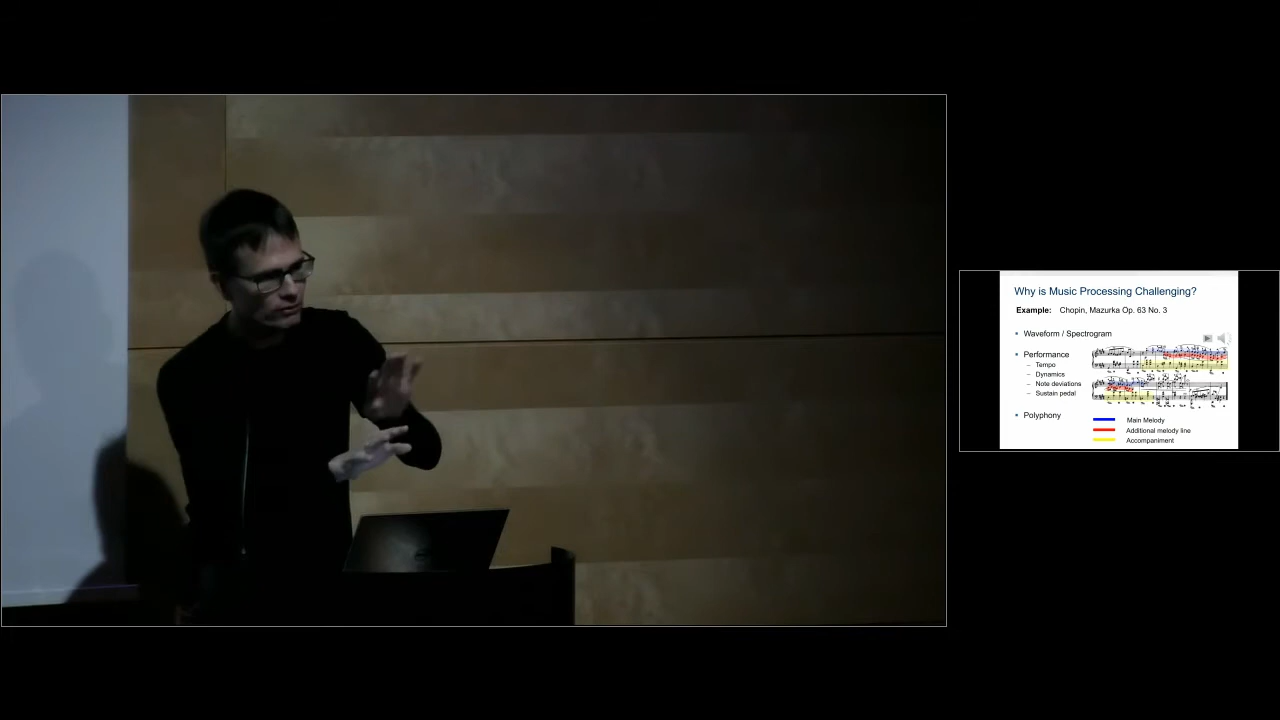 Why is Music Processing Challenging?
Example: Chopin, Mazurka Op. 63 No. 3
Waveform / Spectrogram
Performance
– Tempo
– Dynamics
– Note deviations
– Sustain pedal
Polyphony
Main Melody
Additional melody line
Accompaniment